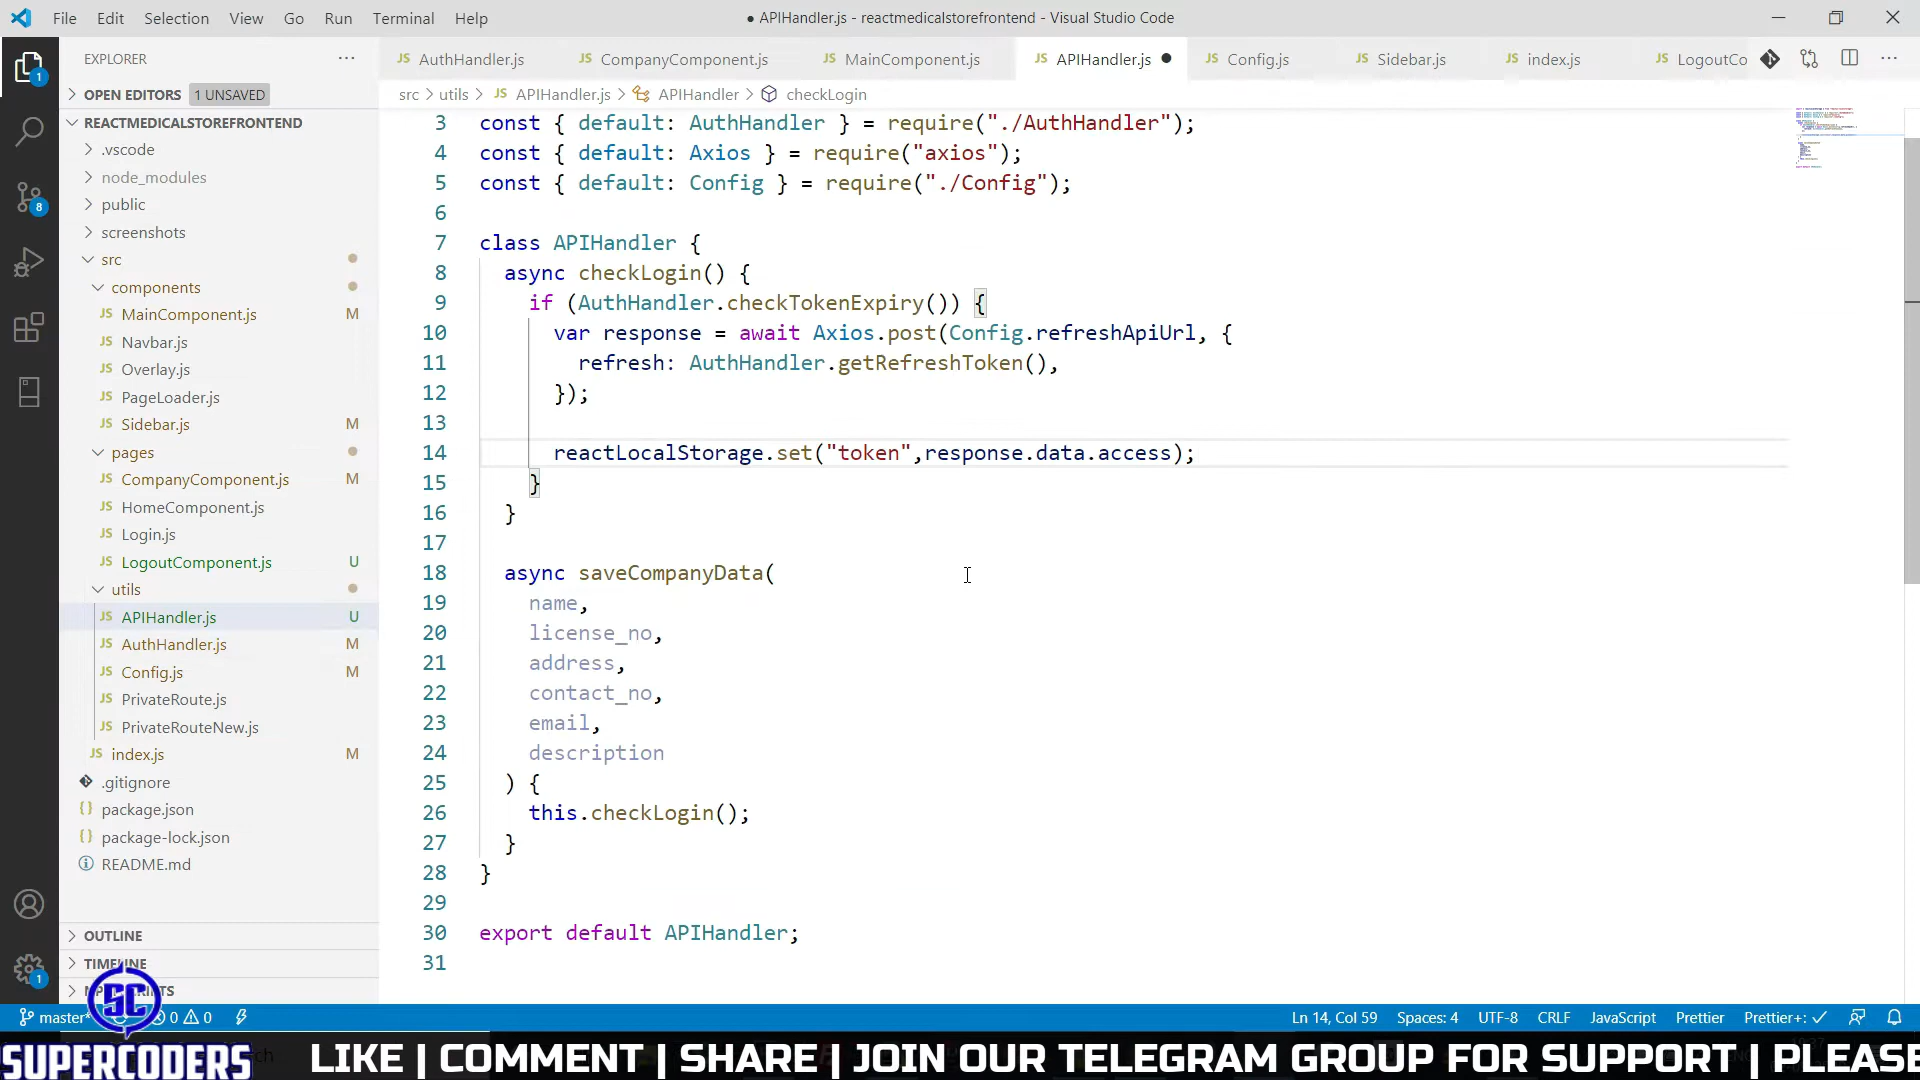 File Edit Selection View Go Run Terminal Help
● APIHandler.js - reactmedicalstorefrontend - Visual Studio Code
EXPLORER
OPEN EDITORS 1 UNSAVED
REACTMEDICALSTOREFRONTEND
.vscode
node_modules
public
screenshots
src
components
MainComponent.js M
Navbar.js
Overlay.js
PageLoader.js
Sidebar.js M
pages
CompanyComponent.js M
HomeComponent.js
Login.js
LogoutComponent.js U
utils
APIHandler.js U
AuthHandler.js M
Config.js M
PrivateRoute.js
PrivateRouteNew.js
index.js M
.gitignore
package.json
package-lock.json
README.md
OUTLINE
TIMELINE
AuthHandler.js CompanyComponent.js MainComponent.js APIHandler.js Config.js Sidebar.js index.js LogoutCo
src > utils > JS APIHandler.js > APIHandler > checkLogin
3 const { default: AuthHandler } = require("./AuthHandler");
4 const { default: Axios } = require("axios");
5 const { default: Config } = require("./Config");
6
7 class APIHandler {
8 async checkLogin() {
9 if (AuthHandler.checkTokenExpiry()) {
10 var response = await Axios.post(Config.refreshApiUrl, {
11 refresh: AuthHandler.getRefreshToken(),
12 });
13
14 reactLocalStorage.set("token",response.data.access);
15 }
16 }
17
18 async saveCompanyData(
19 name,
20 license_no,
21 address,
22 contact_no,
23 email,
24 description
25 ) {
26 this.checkLogin();
27 }
28 }
29
30 export default APIHandler;
31
master* 0 0 Ln 14, Col 59 Spaces: 4 UTF-8 CRLF JavaScript Prettier Prettier+: ✓
SC
SUPERCODERS
LIKE | COMMENT | SHARE | JOIN OUR TELEGRAM GROUP FOR SUPPORT | PLEASE